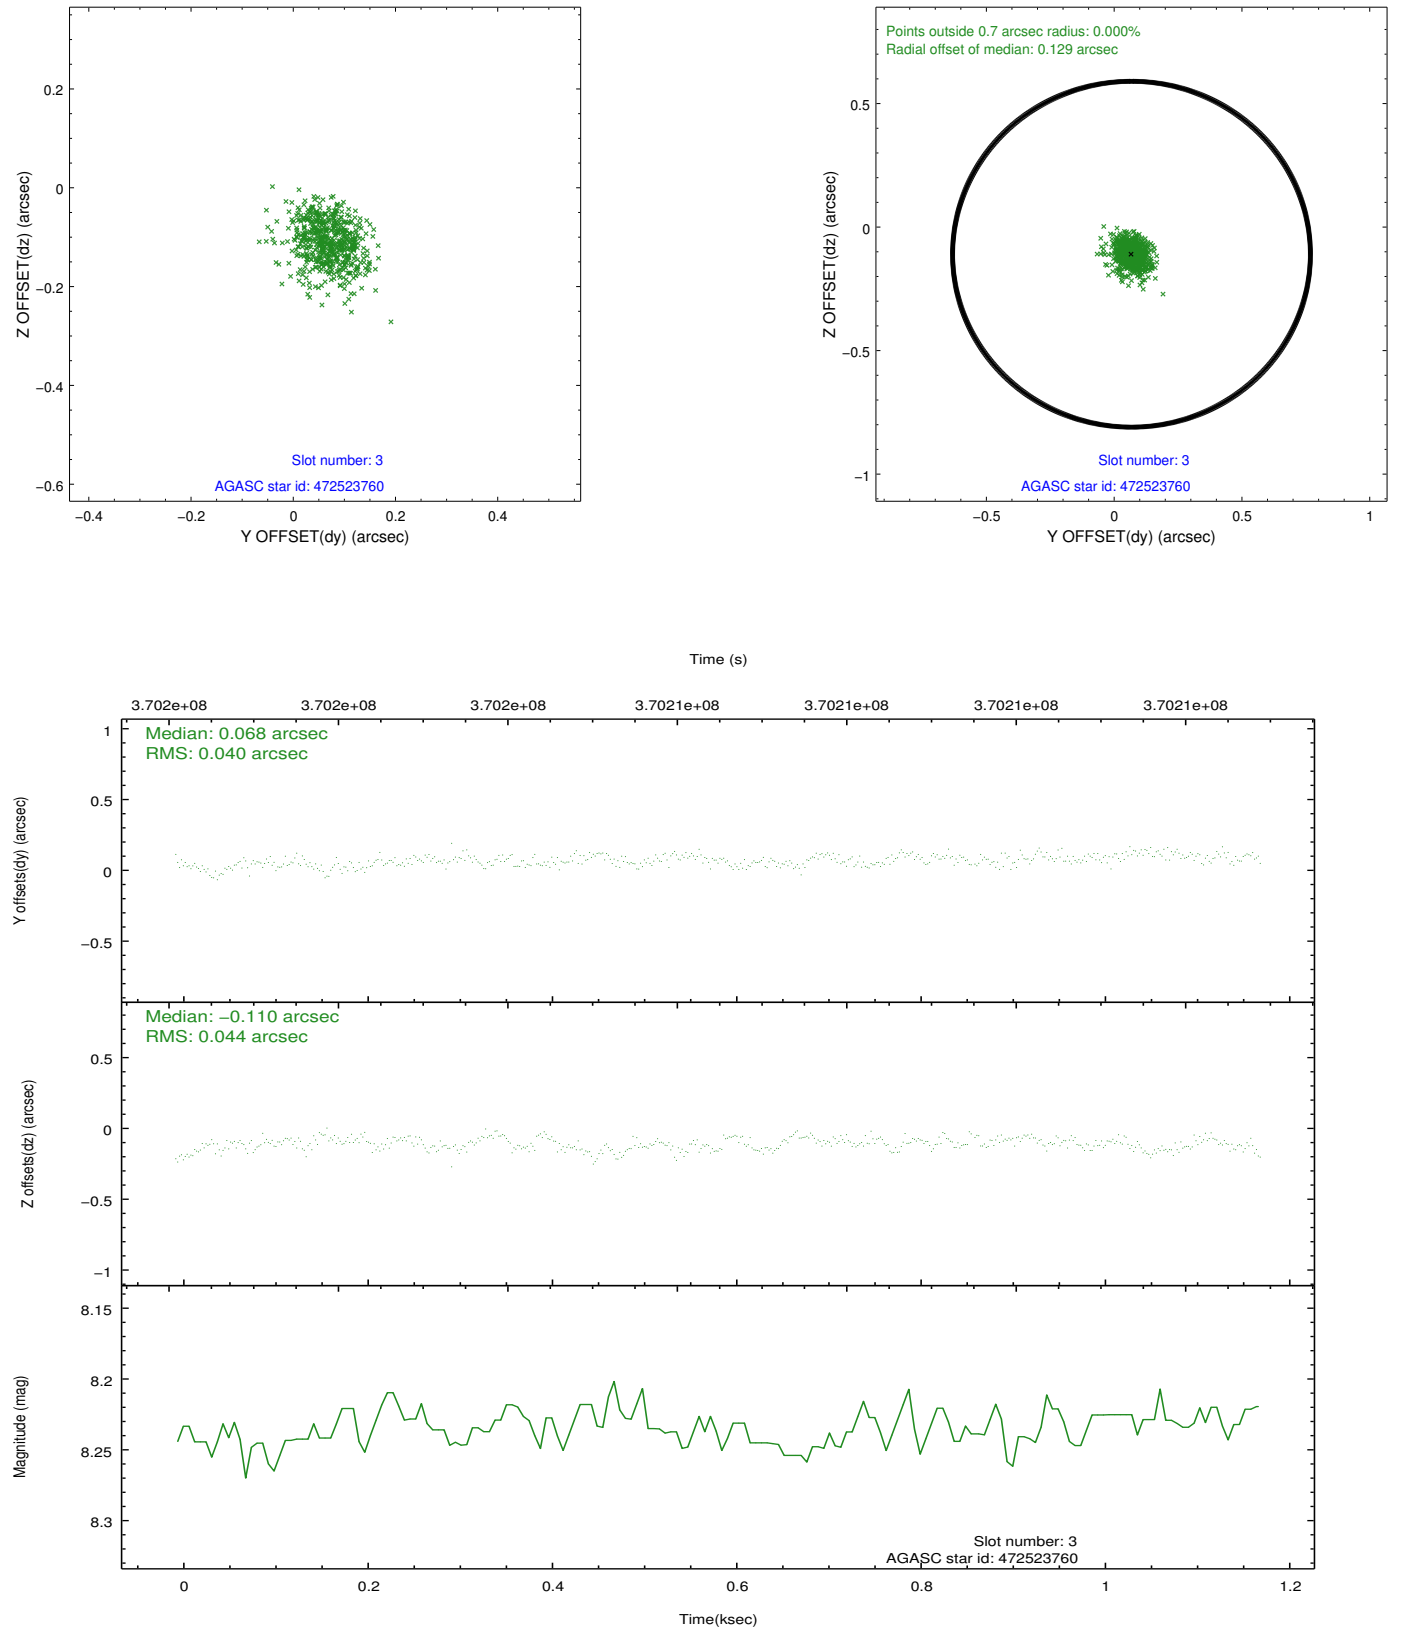 0.2
0
−0.2
−0.4
−0.6
Z OFFSET(dz) (arcsec)
Slot number: 3
AGASC star id: 472523760
−0.4
−0.2
0
0.2
0.4
Y OFFSET(dy) (arcsec)
Points outside 0.7 arcsec radius: 0.000%
Radial offset of median: 0.129 arcsec
0.5
0
−0.5
−1
Z OFFSET(dz) (arcsec)
Slot number: 3
AGASC star id: 472523760
−0.5
0
0.5
1
Y OFFSET(dy) (arcsec)
Time (s)
3.702e+08
3.702e+08
3.702e+08
3.7021e+08
3.7021e+08
3.7021e+08
3.7021e+08
Median: 0.068 arcsec
RMS: 0.040 arcsec
1
0.5
0
−0.5
Y offsets(dy) (arcsec)
Median: −0.110 arcsec
RMS: 0.044 arcsec
0.5
0
−0.5
−1
Z offsets(dz) (arcsec)
8.15
8.2
8.25
8.3
Magnitude (mag)
Slot number: 3
AGASC star id: 472523760
0
0.2
0.4
0.6
0.8
1
1.2
Time(ksec)